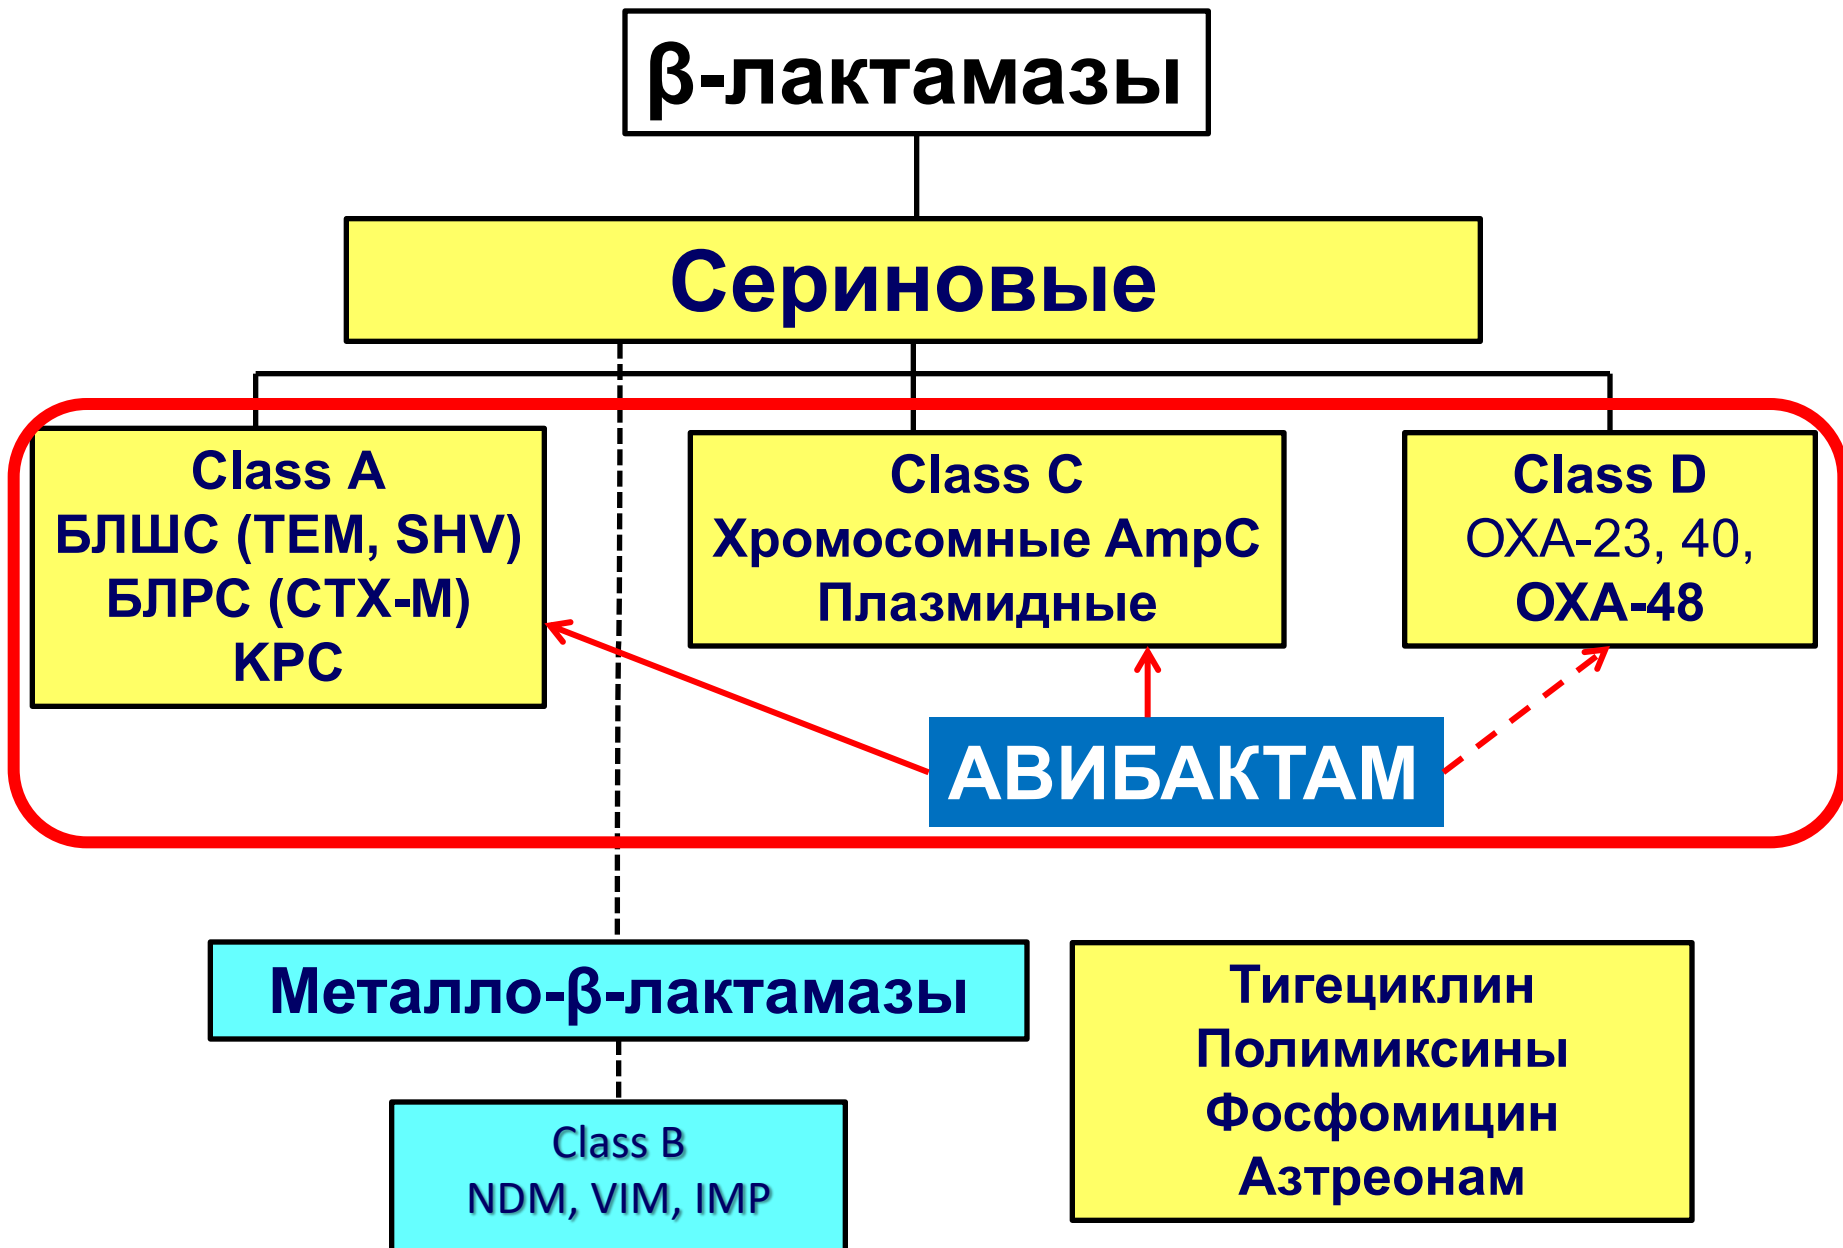 β-лактамазы
Сериновые
Class A
БЛШС (TEM, SHV)
БЛРС (CTX-M)
KPC
Class C
Хромосомные AmpC
Плазмидные
Class D
OXA-23, 40,
OXA-48
АВИБАКТАМ
Металло-β-лактамазы
Class B
NDM, VIM, IMP
Тигециклин
Полимиксины
Фосфомицин
Азтреонам